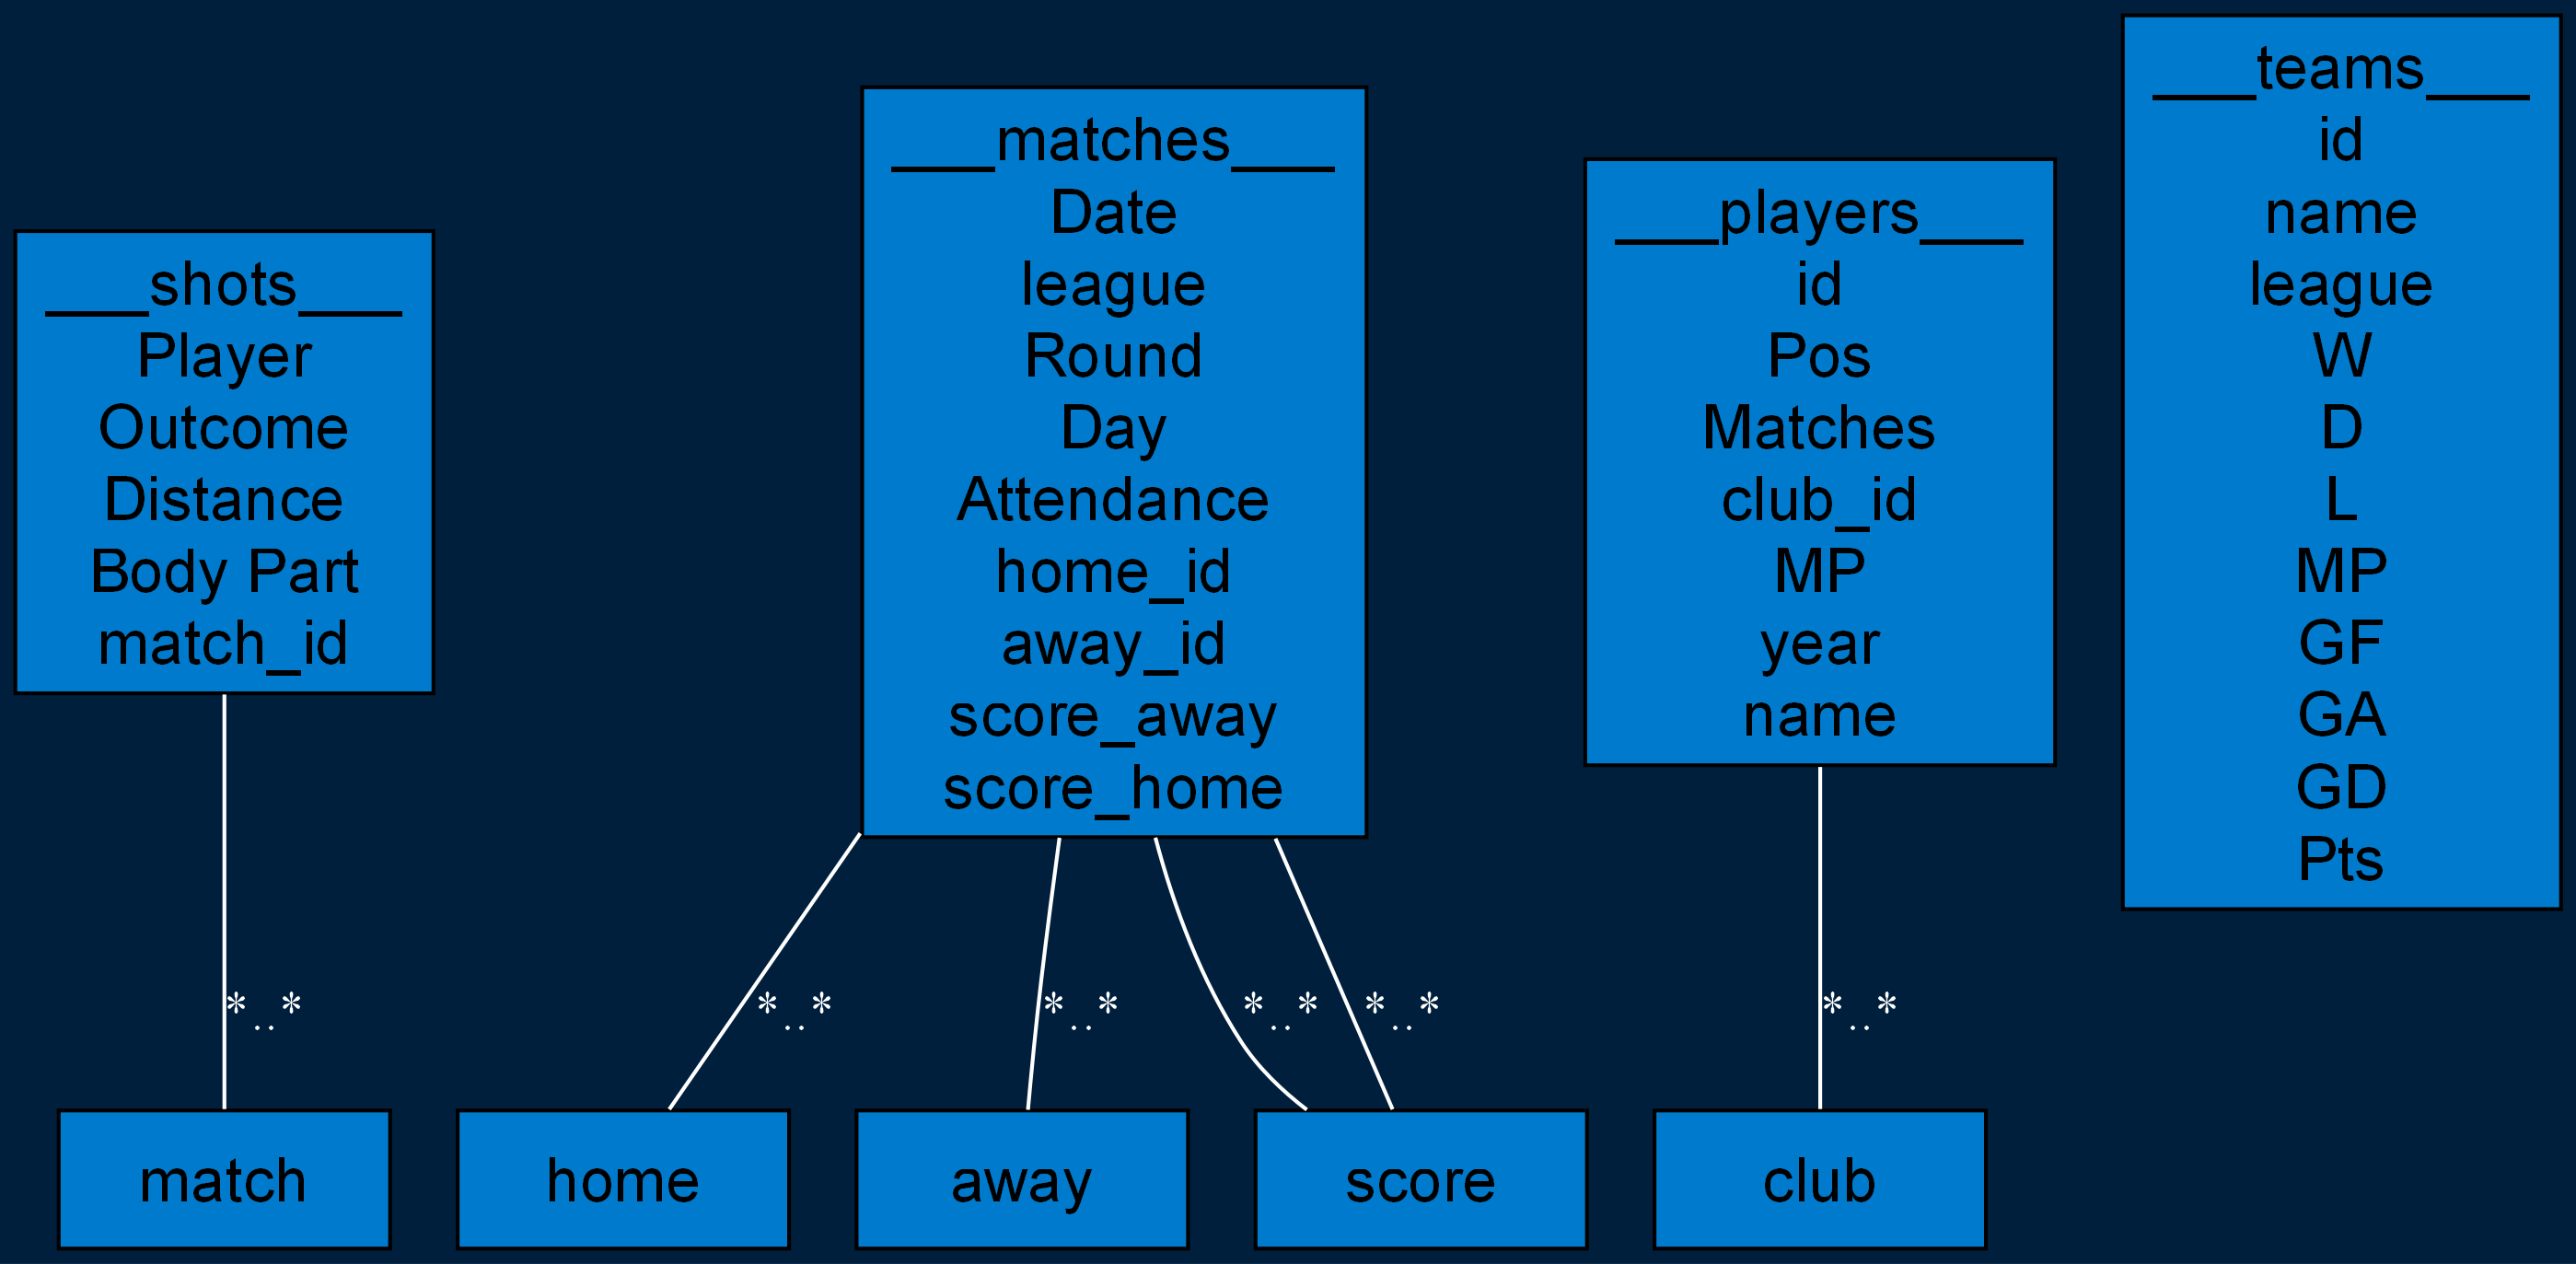 ___shots___
Player
Outcome
Distance
Body Part
match_id
___matches___
Date
league
Round
Day
Attendance
home_id
away_id
score_away
score_home
___players___
id
Pos
Matches
club_id
MP
year
name
___teams___
id
name
league
W
D
L
MP
GF
GA
GD
Pts
*..*
*..*
*..*
*..*
*..*
*..*
match
home
away
score
club